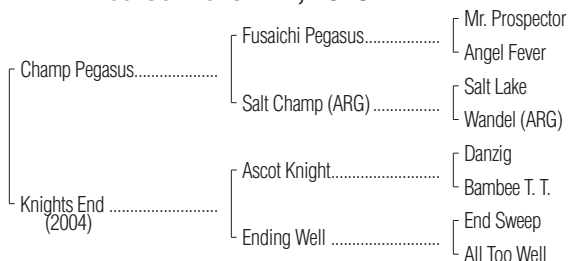 Mr. Prospector
Fusaichi Pegasus
Angel Fever
Champ Pegasus
Salt Lake
Salt Champ (ARG)
Wandel (ARG)
Danzig
Ascot Knight
Bambee T. T.
Knights End
(2004)
End Sweep
Ending Well
All Too Well